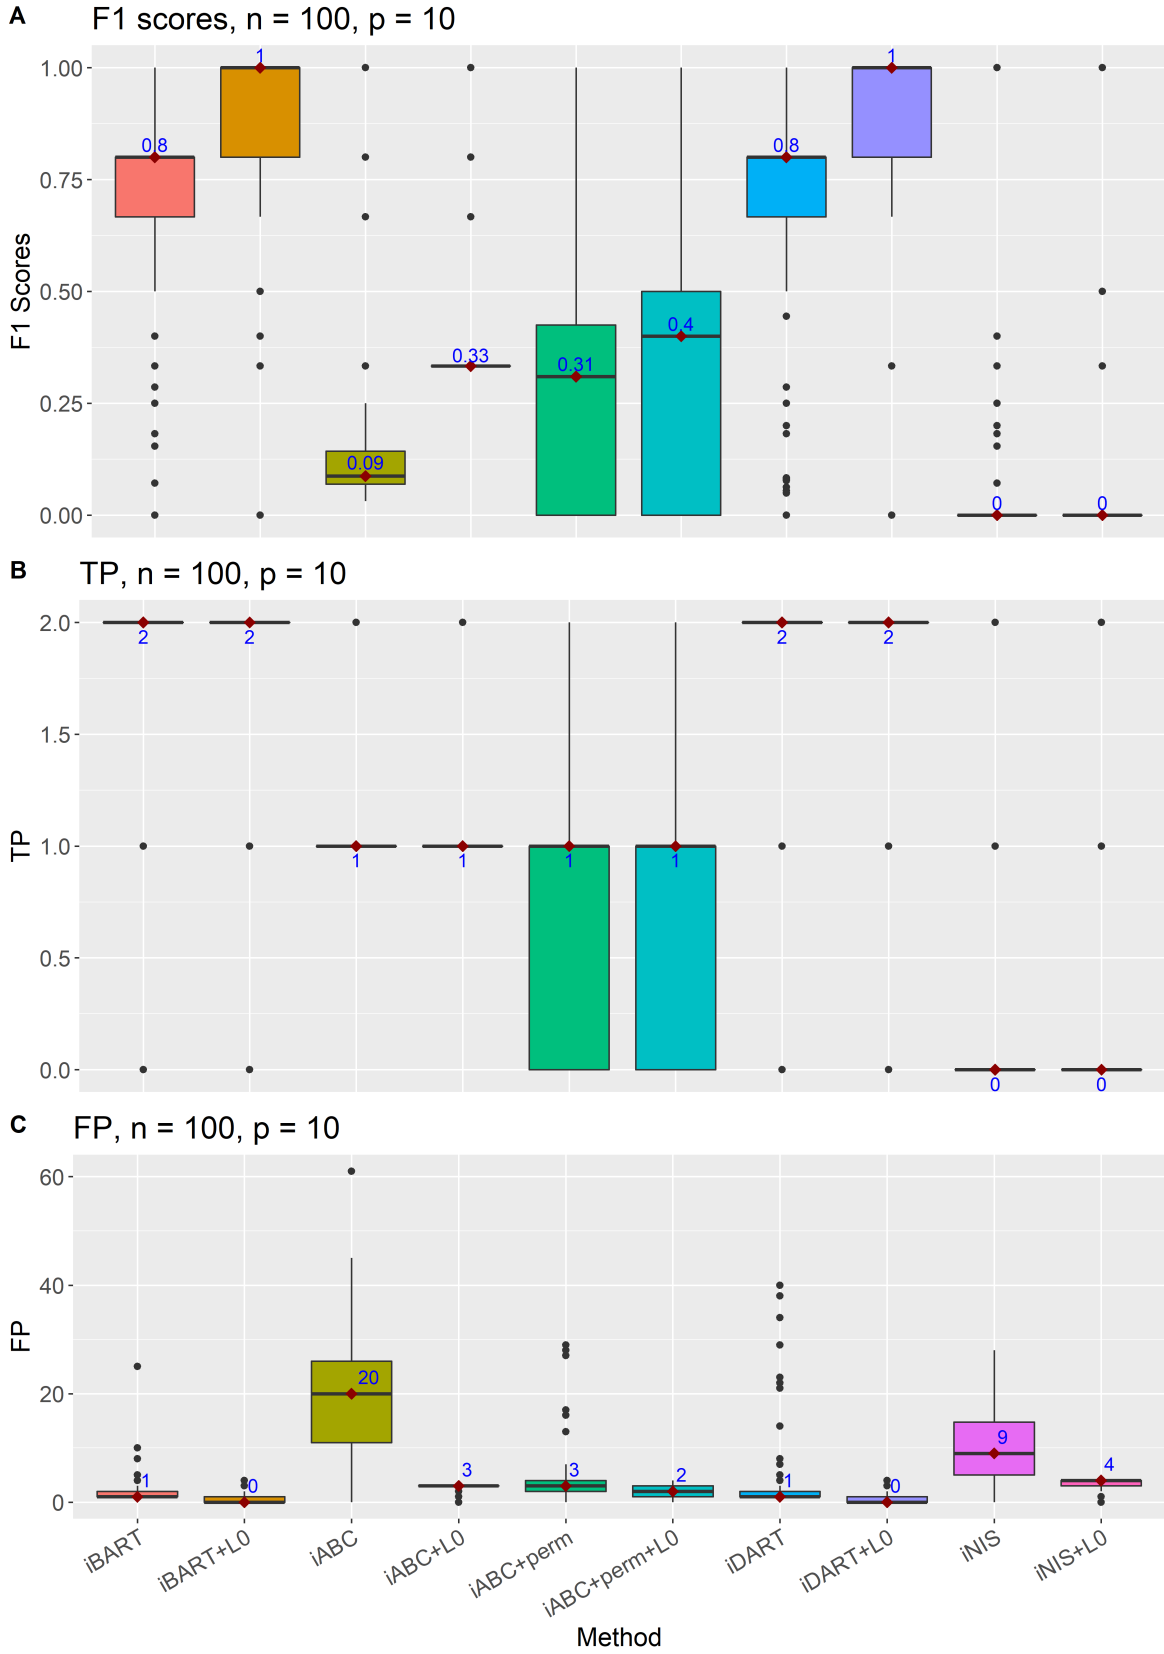 A
F1 scores, n = 100, p = 10
F1 Scores
1.00
0.75
0.50
0.25
0.00
0.8
1
0.09
0.33
0.31
0.4
0.8
1
0
0
B
TP, n = 100, p = 10
TP
2.0
1.5
1.0
0.5
0.0
2
2
1
1
1
1
2
2
0
0
C
FP, n = 100, p = 10
FP
60
40
20
0
1
0
20
3
3
2
1
0
9
4
iBART
iBART+L0
iABC
iABC+L0
iABC+perm
iABC+perm+L0
iDART
iDART+L0
iNIS
iNIS+L0
Method